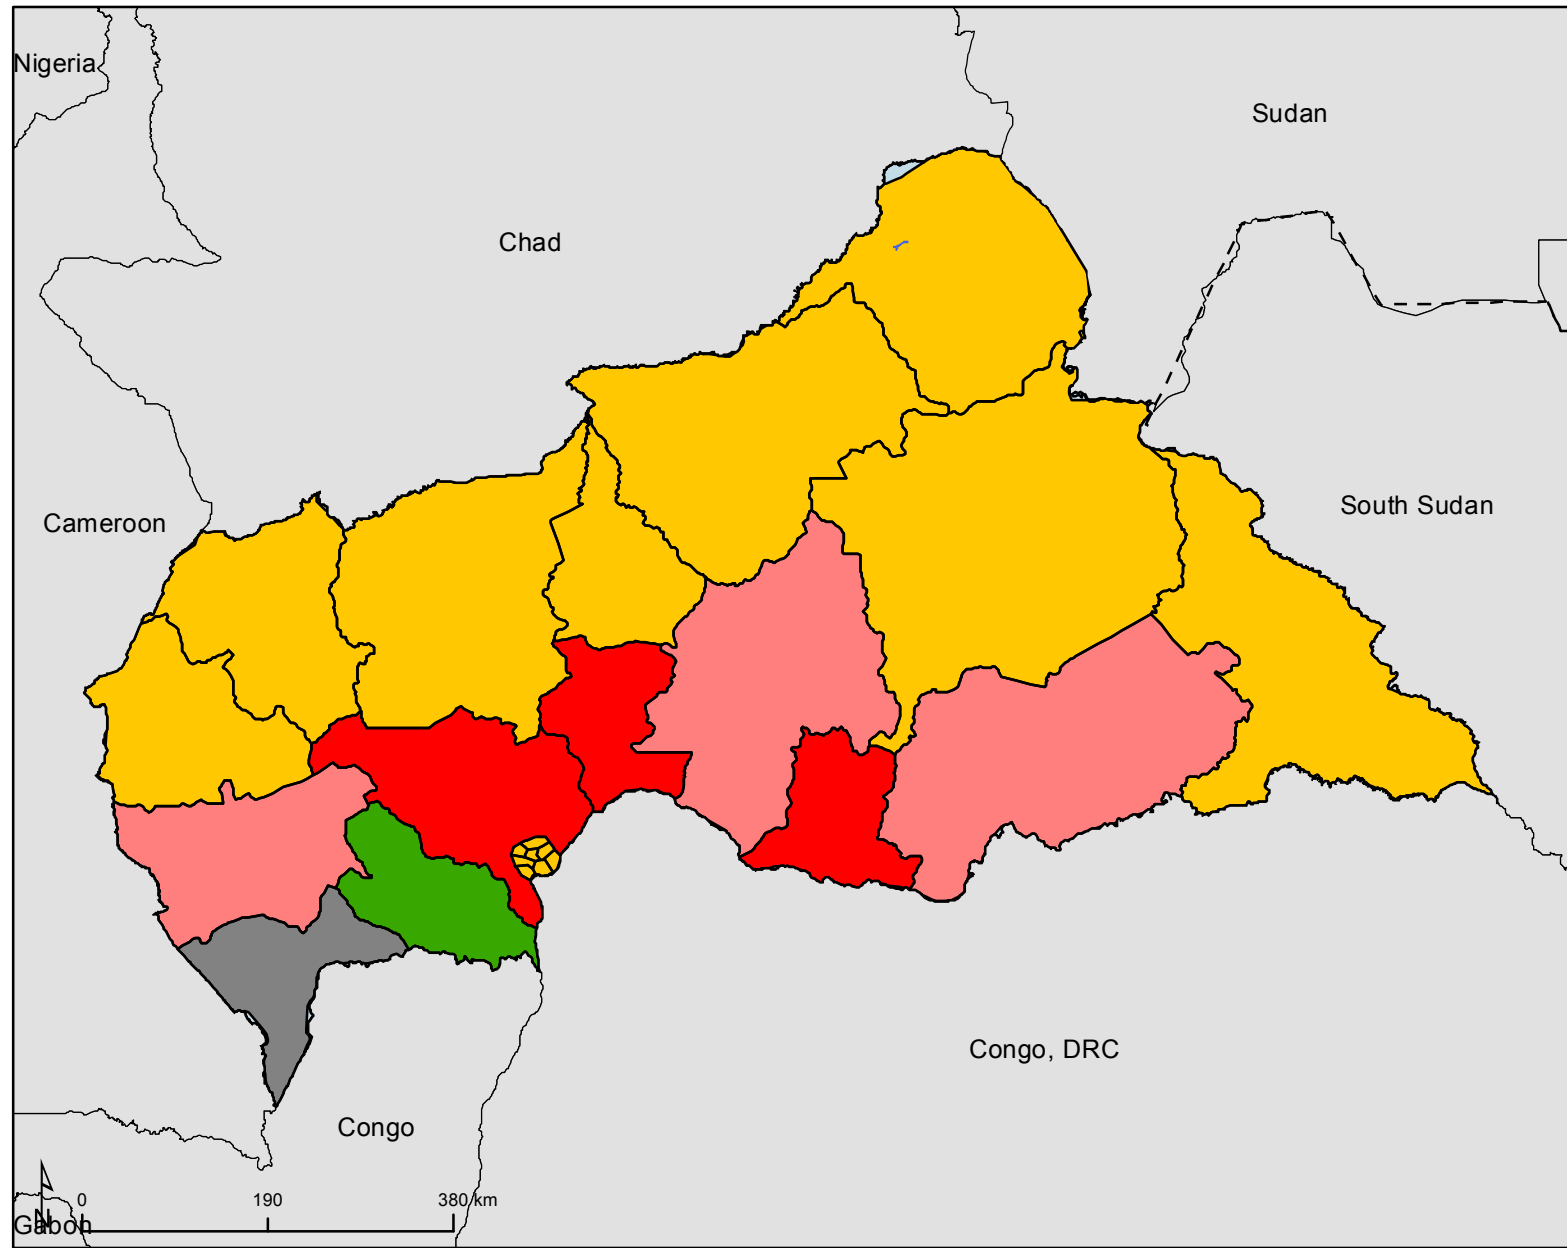 Nigeria
Sudan
Chad
South Sudan
Cameroon
Congo, DRC
Congo
0 190 380 km
N
Gabon